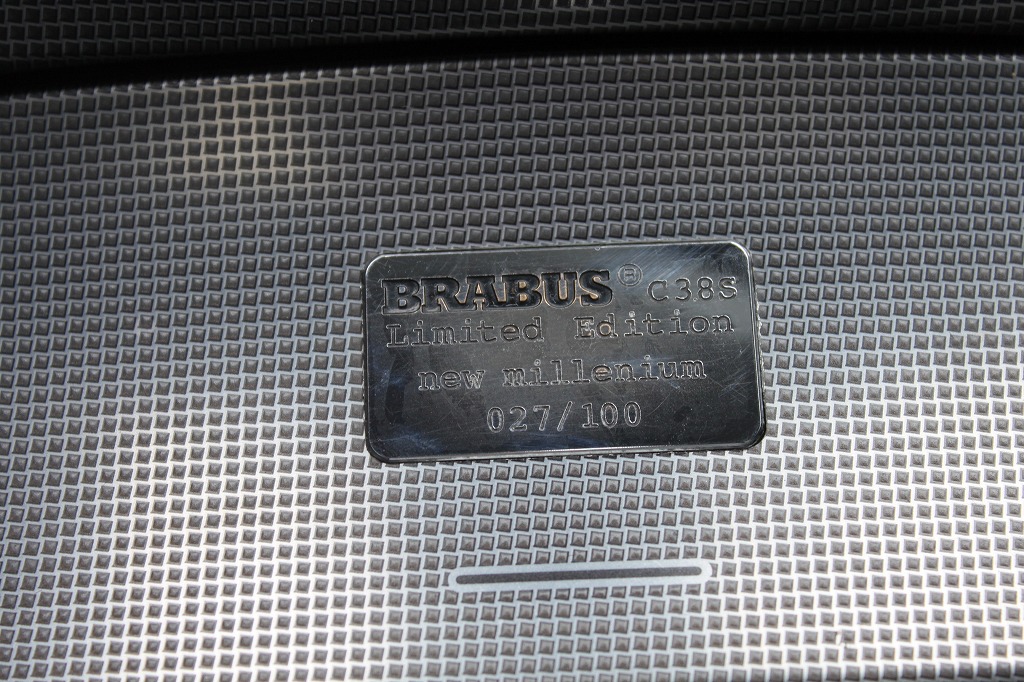 BRABUS® C38S
Limited Edition
new millenium
027/100